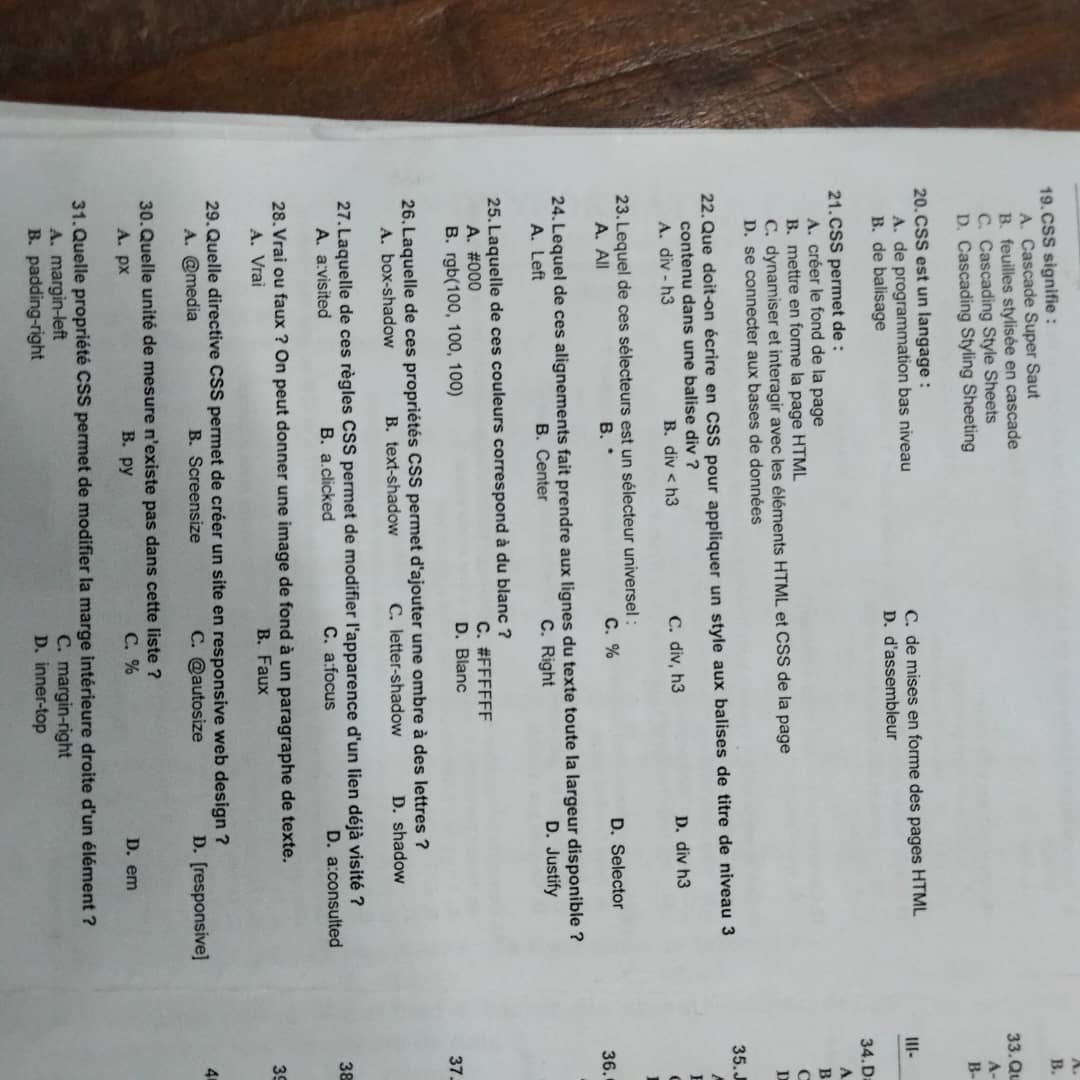 19. CSS signifie :
A. Cascade Super Saut
B. feuilles stylisée en cascade
C. Cascading Style Sheets
D. Cascading Styling Sheeting
20. CSS est un langage :
A. de programmation bas niveau C. de mises en forme des pages HTML
B. de balisage D. d'assembleur
21. CSS permet de :
A. créer le fond de la page
B. mettre en forme la page HTML
C. dynamiser et interagir avec les éléments HTML et CSS de la page
D. se connecter aux bases de données
22. Que doit-on écrire en CSS pour appliquer un style aux balises de titre de niveau 3
contenu dans une balise div ?
A. div - h3 B. div < h3 C. div, h3 D. div h3
23. Lequel de ces sélecteurs est un sélecteur universel :
A. All B. * C. % D. Selector
24. Lequel de ces alignements fait prendre aux lignes du texte toute la largeur disponible ?
A. Left B. Center C. Right D. Justify
25. Laquelle de ces couleurs correspond à du blanc ?
A. #000 C. #FFFFFF
B. rgb(100, 100, 100) D. Blanc
26. Laquelle de ces propriétés CSS permet d'ajouter une ombre à des lettres ?
A. box-shadow B. text-shadow C. letter-shadow D. shadow
27. Laquelle de ces règles CSS permet de modifier l'apparence d'un lien déjà visité ?
A. a:visited B. a.clicked C. a:focus D. a:consulted
28. Vrai ou faux ? On peut donner une image de fond à un paragraphe de texte.
A. Vrai B. Faux
29. Quelle directive CSS permet de créer un site en responsive web design ?
A. @media B. Screensize C. @autosize D. [responsive]
30. Quelle unité de mesure n'existe pas dans cette liste ?
A. px B. py C. % D. em
31. Quelle propriété CSS permet de modifier la marge intérieure droite d'un élément ?
A. margin-left C. margin-right
B. padding-right D. inner-top
A.
B.
33. Qu
A-
B-
III-
34. D
A
B
C
D
35. J
36.
37.
38
39